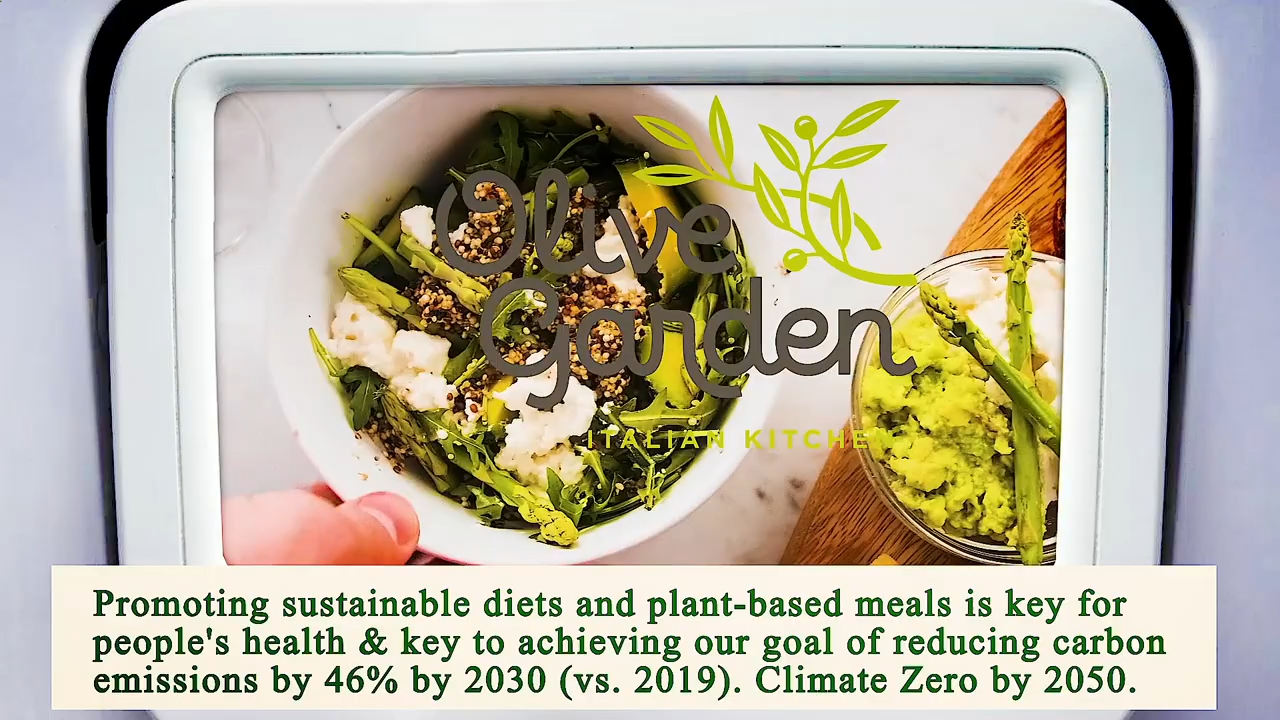 Olive
Garden
ITALIAN KITCHEN
Promoting sustainable diets and plant-based meals is key for
people's health & key to achieving our goal of reducing carbon
emissions by 46% by 2030 (vs. 2019). Climate Zero by 2050.